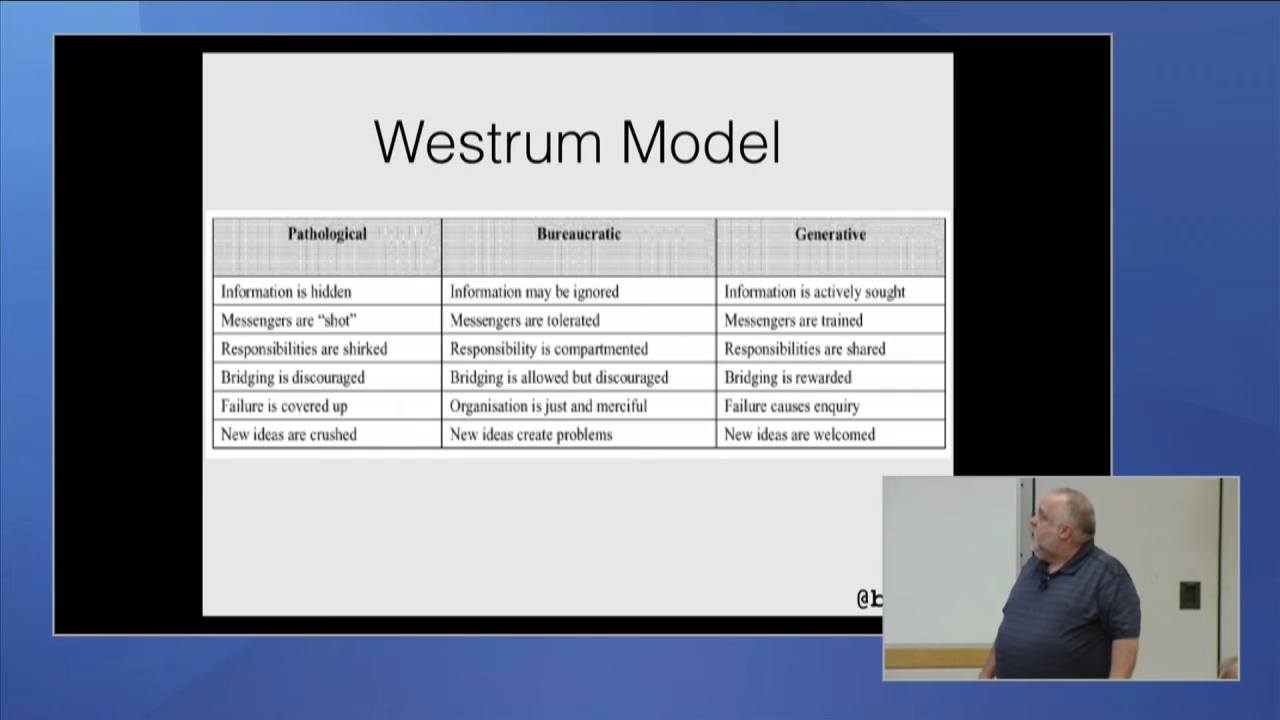 Westrum Model
Pathological Bureaucratic Generative
Information is hidden Information may be ignored Information is actively sought
Messengers are “shot” Messengers are tolerated Messengers are trained
Responsibilities are shirked Responsibility is compartmented Responsibilities are shared
Bridging is discouraged Bridging is allowed but discouraged Bridging is rewarded
Failure is covered up Organisation is just and merciful Failure causes enquiry
New ideas are crushed New ideas create problems New ideas are welcomed